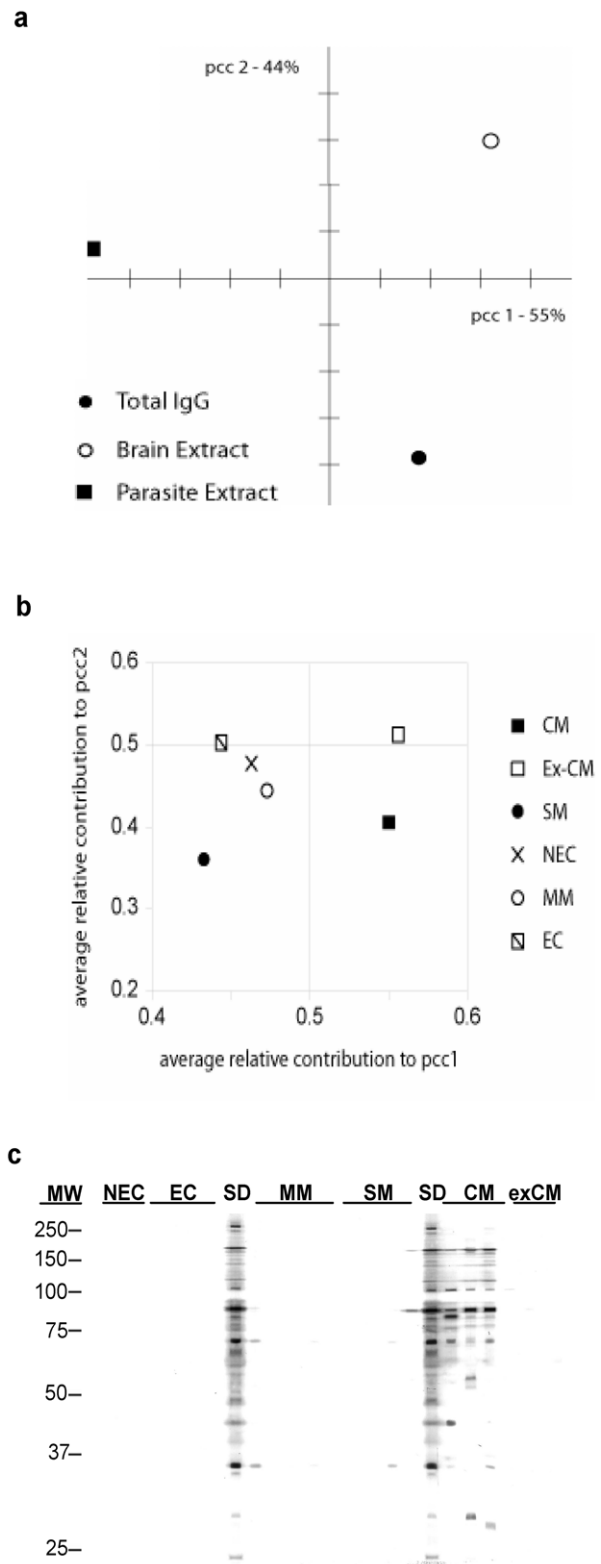 a
pcc 2 - 44%
pcc 1 - 55%
Total IgG
Brain Extract
Parasite Extract
b
average relative contribution to pcc2
0.6
0.5
0.4
0.3
0.2
0.4
0.5
0.6
average relative contribution to pcc1
CM
Ex-CM
SM
NEC
MM
EC
c
MW NEC EC SD MM SM SD CM exCM
250
150
100
75
50
37
25